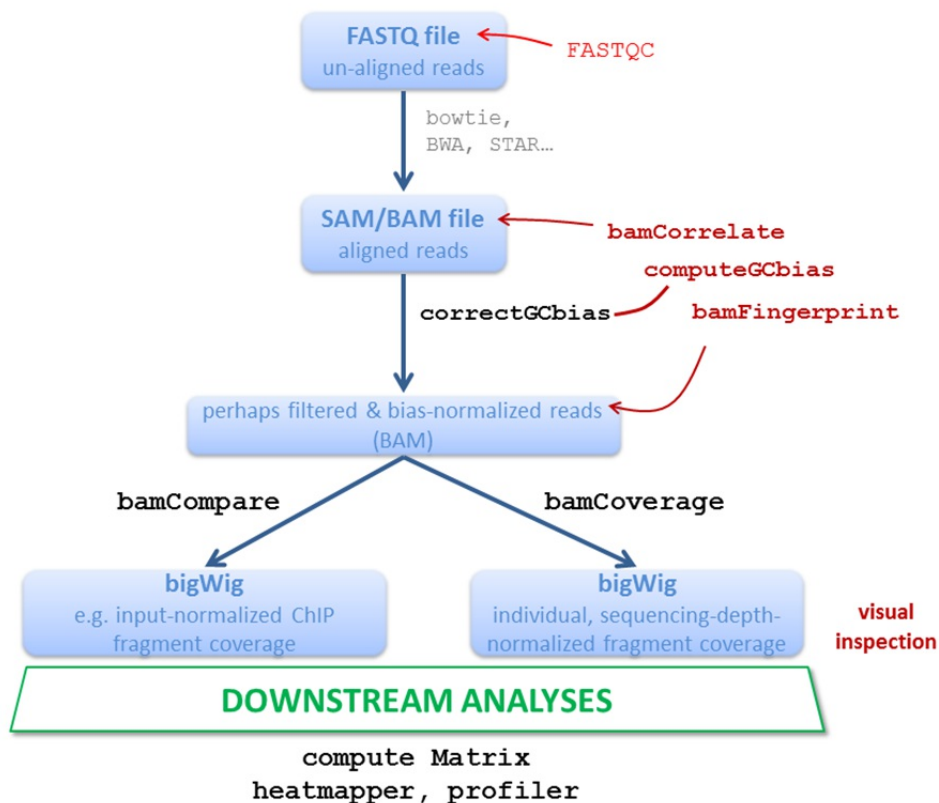 FASTQ file
un-aligned reads
FASTQC
bowtie,
BWA, STAR…
SAM/BAM file
aligned reads
bamCorrelate
computeGCbias
correctGCbias
bamFingerprint
perhaps filtered & bias-normalized reads
(BAM)
bamCompare
bamCoverage
bigWig
e.g. input-normalized ChIP
fragment coverage
bigWig
individual, sequencing-depth-
normalized fragment coverage
visual
inspection
DOWNSTREAM ANALYSES
compute Matrix
heatmapper, profiler